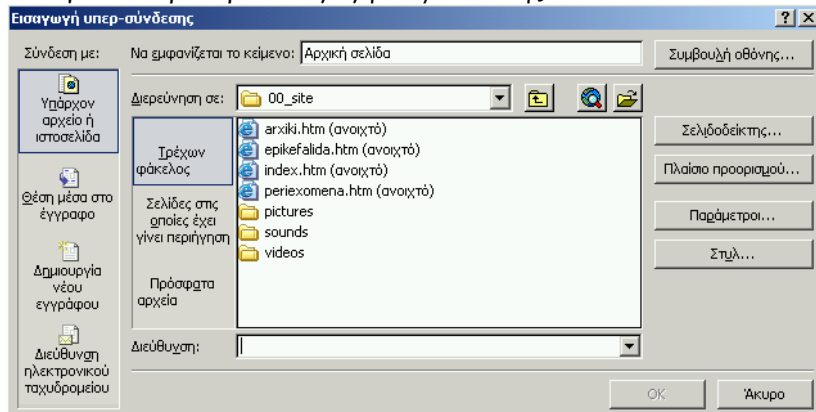 Εισαγωγή υπερ-σύνδεσης
Σύνδεση με:
Να εμφανίζεται το κείμενο: Αρχική σελίδα
Συμβουλή οθόνης...
Υπάρχον
αρχείο ή
ιστοσελίδα
Θέση μέσα στο
έγγραφο
Δημιουργία
νέου
εγγράφου
Διεύθυνση
ηλεκτρονικού
ταχυδρομείου
Διερεύνηση σε: 00_site
Τρέχων
φάκελος
Σελίδες στις
οποίες έχει
γίνει περιήγηση
Πρόσφατα
αρχεία
arxiki.htm (ανοιχτό)
epikefalida.htm (ανοιχτό)
index.htm (ανοιχτό)
periexomena.htm (ανοιχτό)
pictures
sounds
videos
Διεύθυνση:
Σελιδοδείκτης...
Πλαίσιο προορισμού...
Παράμετροι...
Στυλ...
OK
Άκυρο